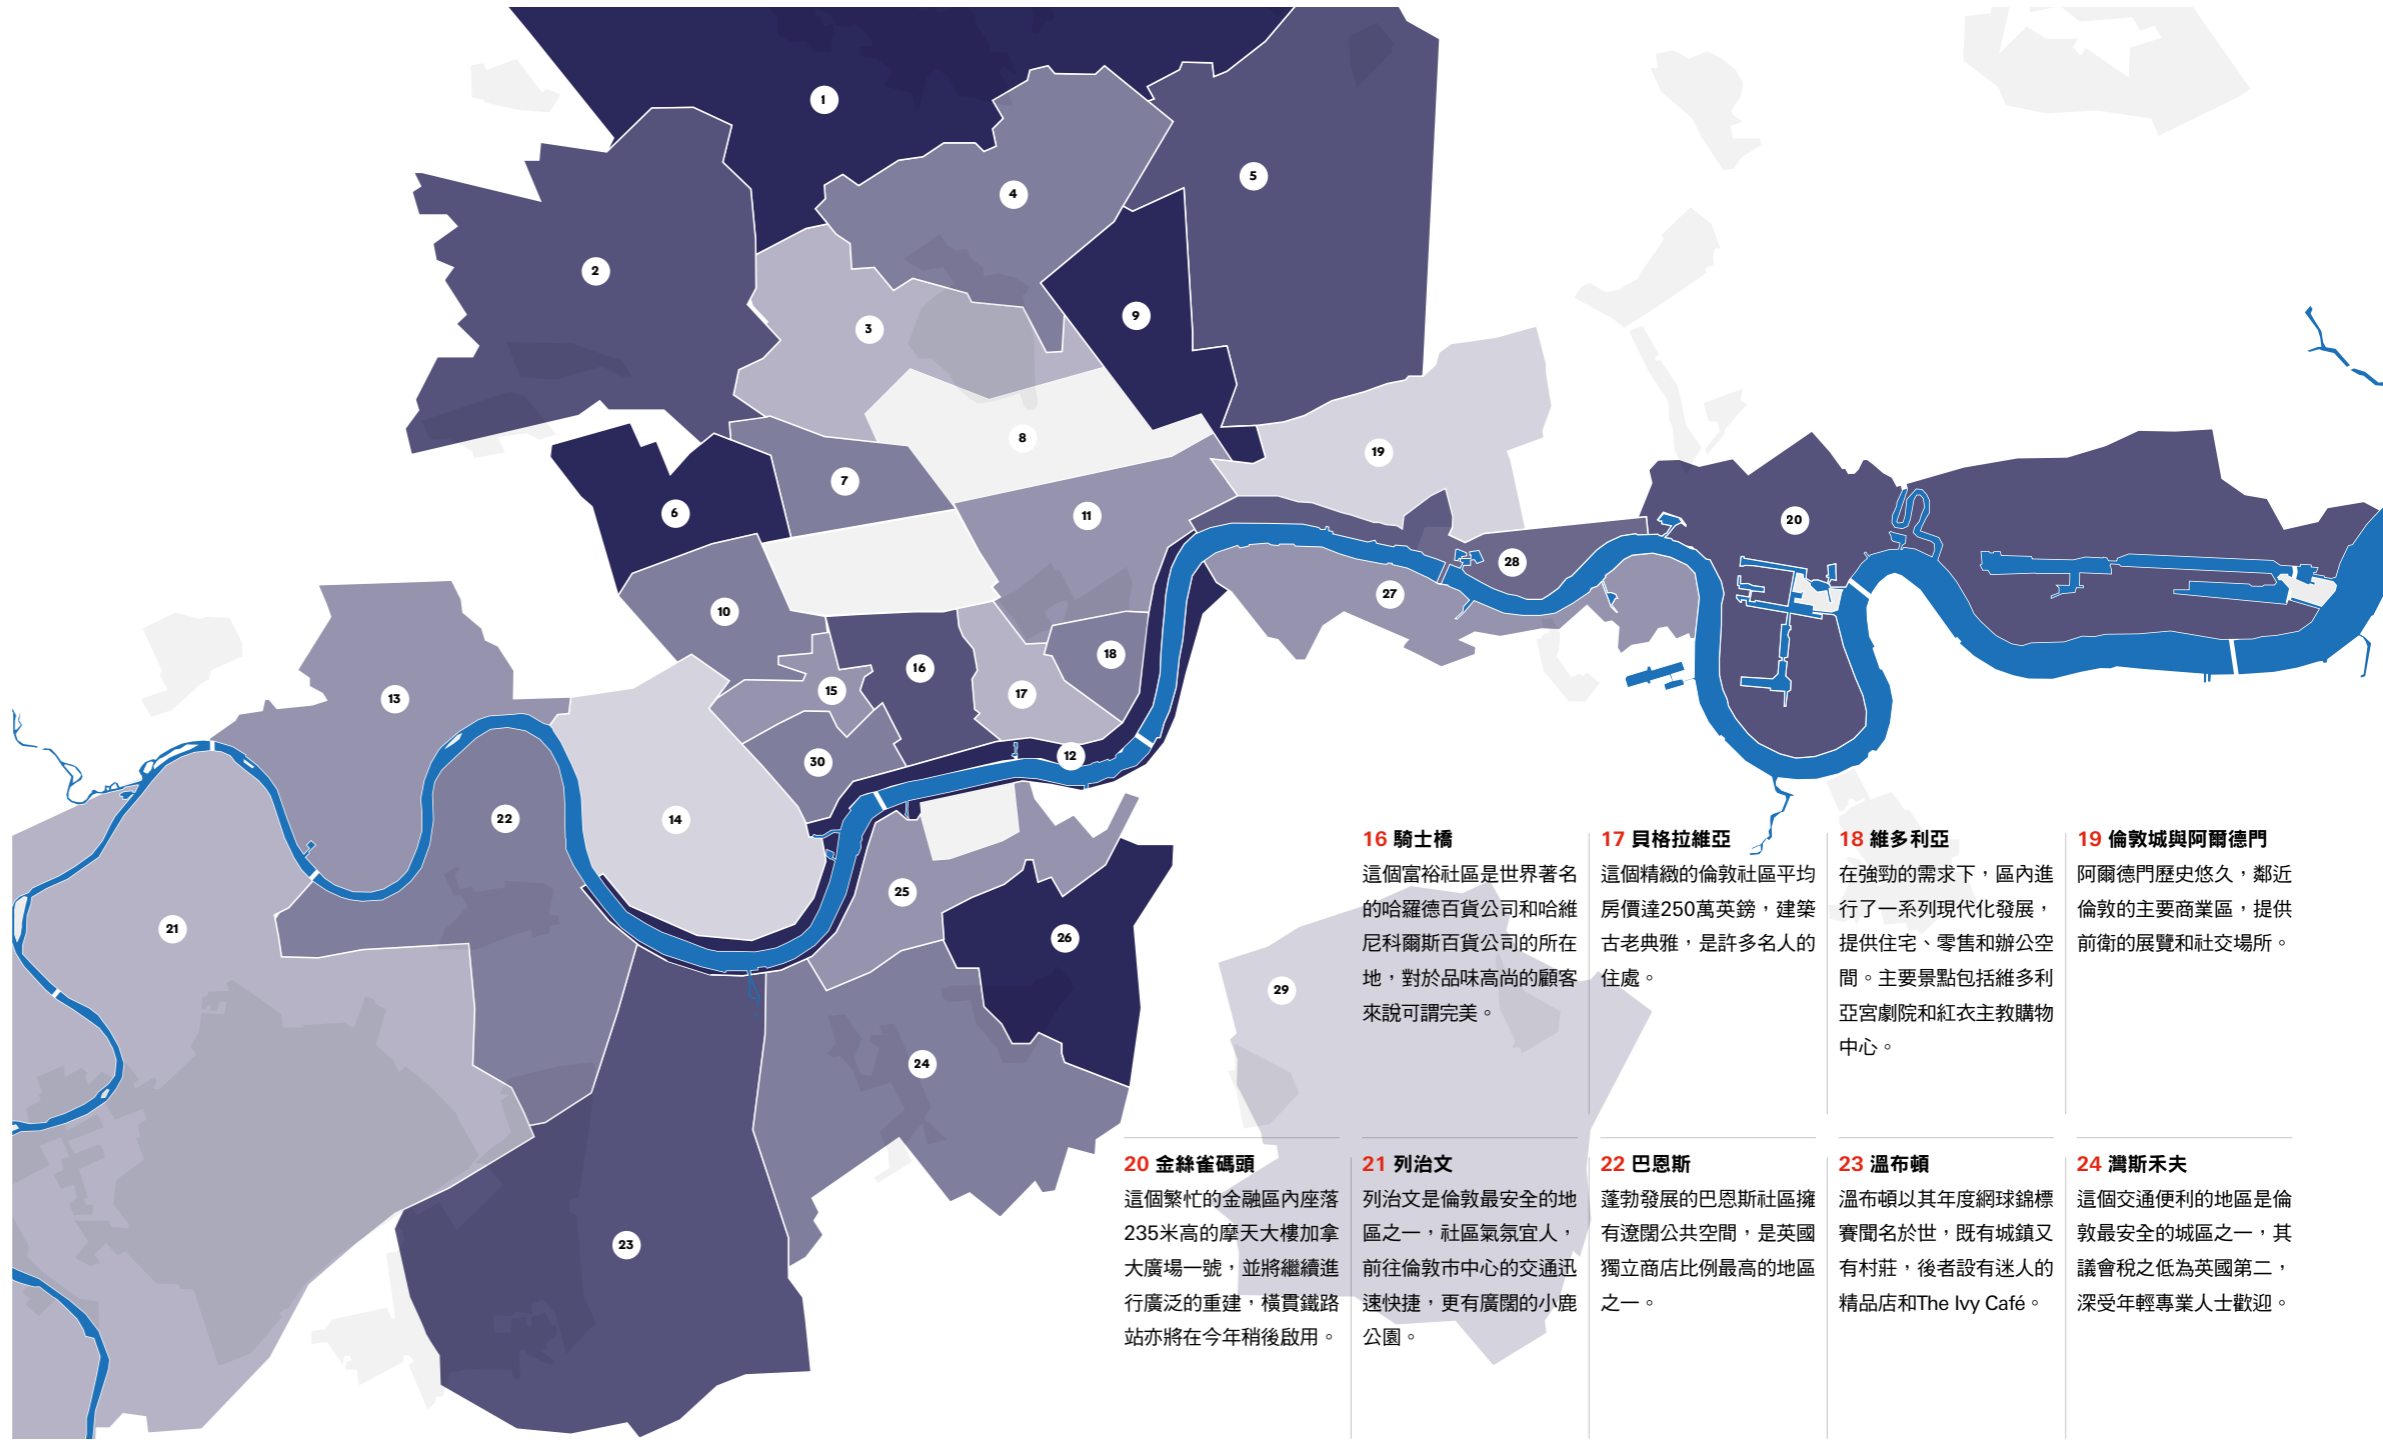 1
5
4
2
9
3
8
19
7
6
11
20
28
27
10
18
16
15
17
13
12
30
22
14
25
21
26
29
24
23
16 騎士橋
這個富裕社區是世界著名
的哈羅德百貨公司和哈維
尼科爾斯百貨公司的所在
地，對於品味高尚的顧客
來說可謂完美。
17 貝格拉維亞
這個精緻的倫敦社區平均
房價達250萬英鎊，建築
古老典雅，是許多名人的
住處。
18 維多利亞
在強勁的需求下，區內進
行了一系列現代化發展，
提供住宅、零售和辦公空
間。主要景點包括維多利
亞宮劇院和紅衣主教購物
中心。
19 倫敦城與阿爾德門
阿爾德門歷史悠久，鄰近
倫敦的主要商業區，提供
前衛的展覽和社交場所。
20 金絲雀碼頭
這個繁忙的金融區內座落
235米高的摩天大樓加拿
大廣場一號，並將繼續進
行廣泛的重建，橫貫鐵路
站亦將在今年稍後啟用。
21 列治文
列治文是倫敦最安全的地
區之一，社區氣氛宜人，
前往倫敦市中心的交通迅
速快捷，更有廣闊的小鹿
公園。
22 巴恩斯
蓬勃發展的巴恩斯社區擁
有遼闊公共空間，是英國
獨立商店比例最高的地區
之一。
23 溫布頓
溫布頓以其年度網球錦標
賽聞名於世，既有城鎮又
有村莊，後者設有迷人的
精品店和The Ivy Café。
24 灣斯禾夫
這個交通便利的地區是倫
敦最安全的城區之一，其
議會稅之低為英國第二，
深受年輕專業人士歡迎。